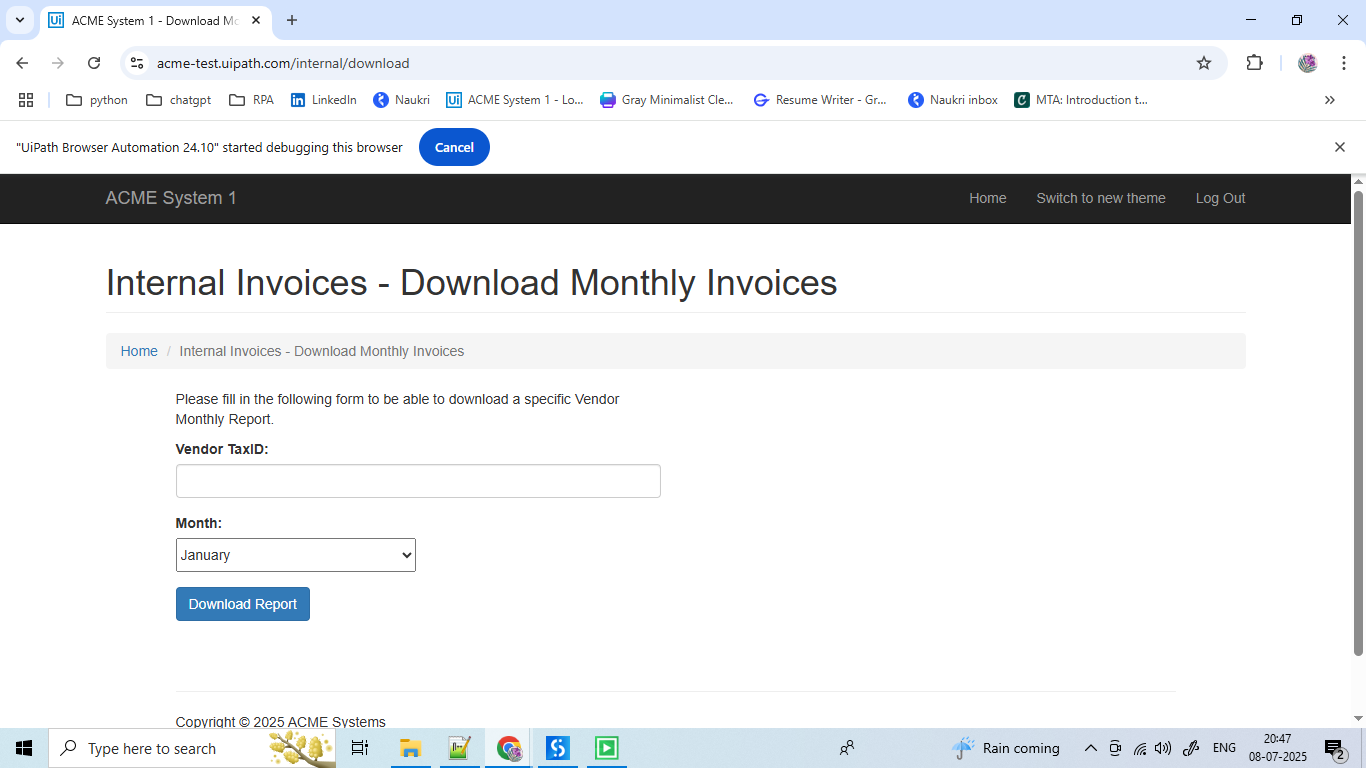 ACME System 1 - Download Mo
acme-test.uipath.com/internal/download
python chatgpt RPA LinkedIn Naukri ACME System 1 - Lo... Gray Minimalist Cle... Resume Writer - Gr... Naukri inbox MTA: Introduction t...
"UiPath Browser Automation 24.10" started debugging this browser Cancel
ACME System 1 Home Switch to new theme Log Out
Internal Invoices - Download Monthly Invoices
Home / Internal Invoices - Download Monthly Invoices
Please fill in the following form to be able to download a specific Vendor
Monthly Report.
Vendor TaxID:
Month:
January
Download Report
Copyright © 2025 ACME Systems
Type here to search Rain coming ENG 20:47
08-07-2025 2